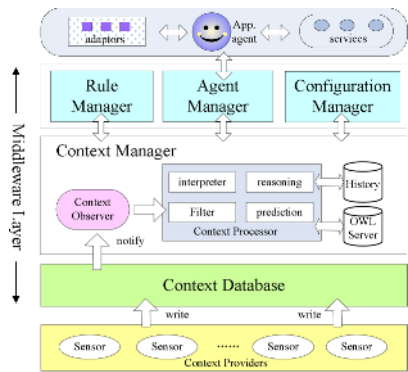 adaptors
App.
agent
services
Rule
Manager
Agent
Manager
Configuration
Manager
Middleware Layer
Context Manager
Context
Observer
interpreter
reasoning
Filter
prediction
Context Processor
History
OWL
Server
notify
Context Database
write
write
Sensor
Sensor
......
Sensor
Sensor
Context Providers